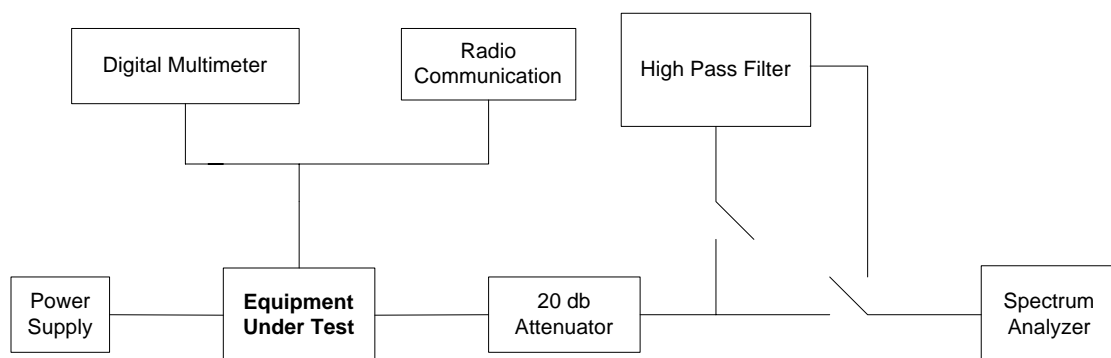 Digital Multimeter
Radio
Communication
High Pass Filter
Power
Supply
Equipment
Under Test
20 db
Attenuator
Spectrum
Analyzer